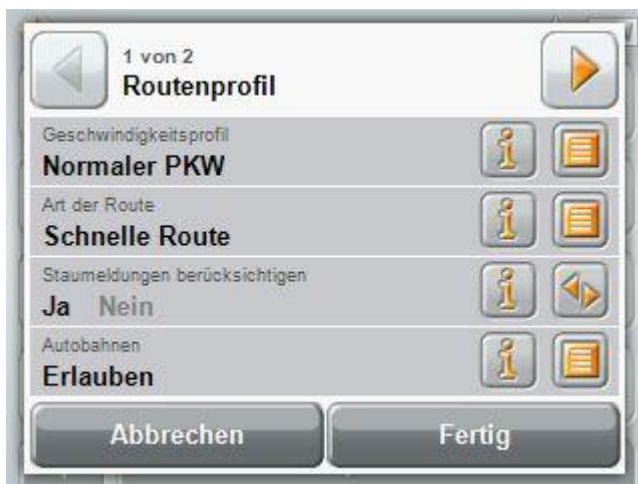 1 von 2
Routenprofil
Geschwindigkeitsprofil
Normaler PKW
Art der Route
Schnelle Route
Staumeldungen berücksichtigen
Ja Nein
Autobahnen
Erlauben
Abbrechen Fertig